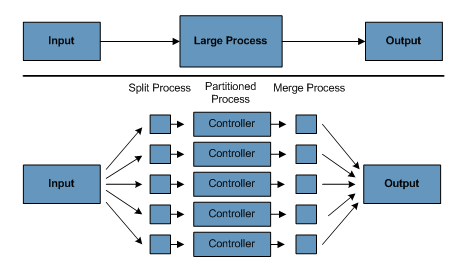 Input
Large Process
Output
Split Process
Partitioned
Process
Merge Process
Controller
Controller
Controller
Controller
Controller
Input
Output